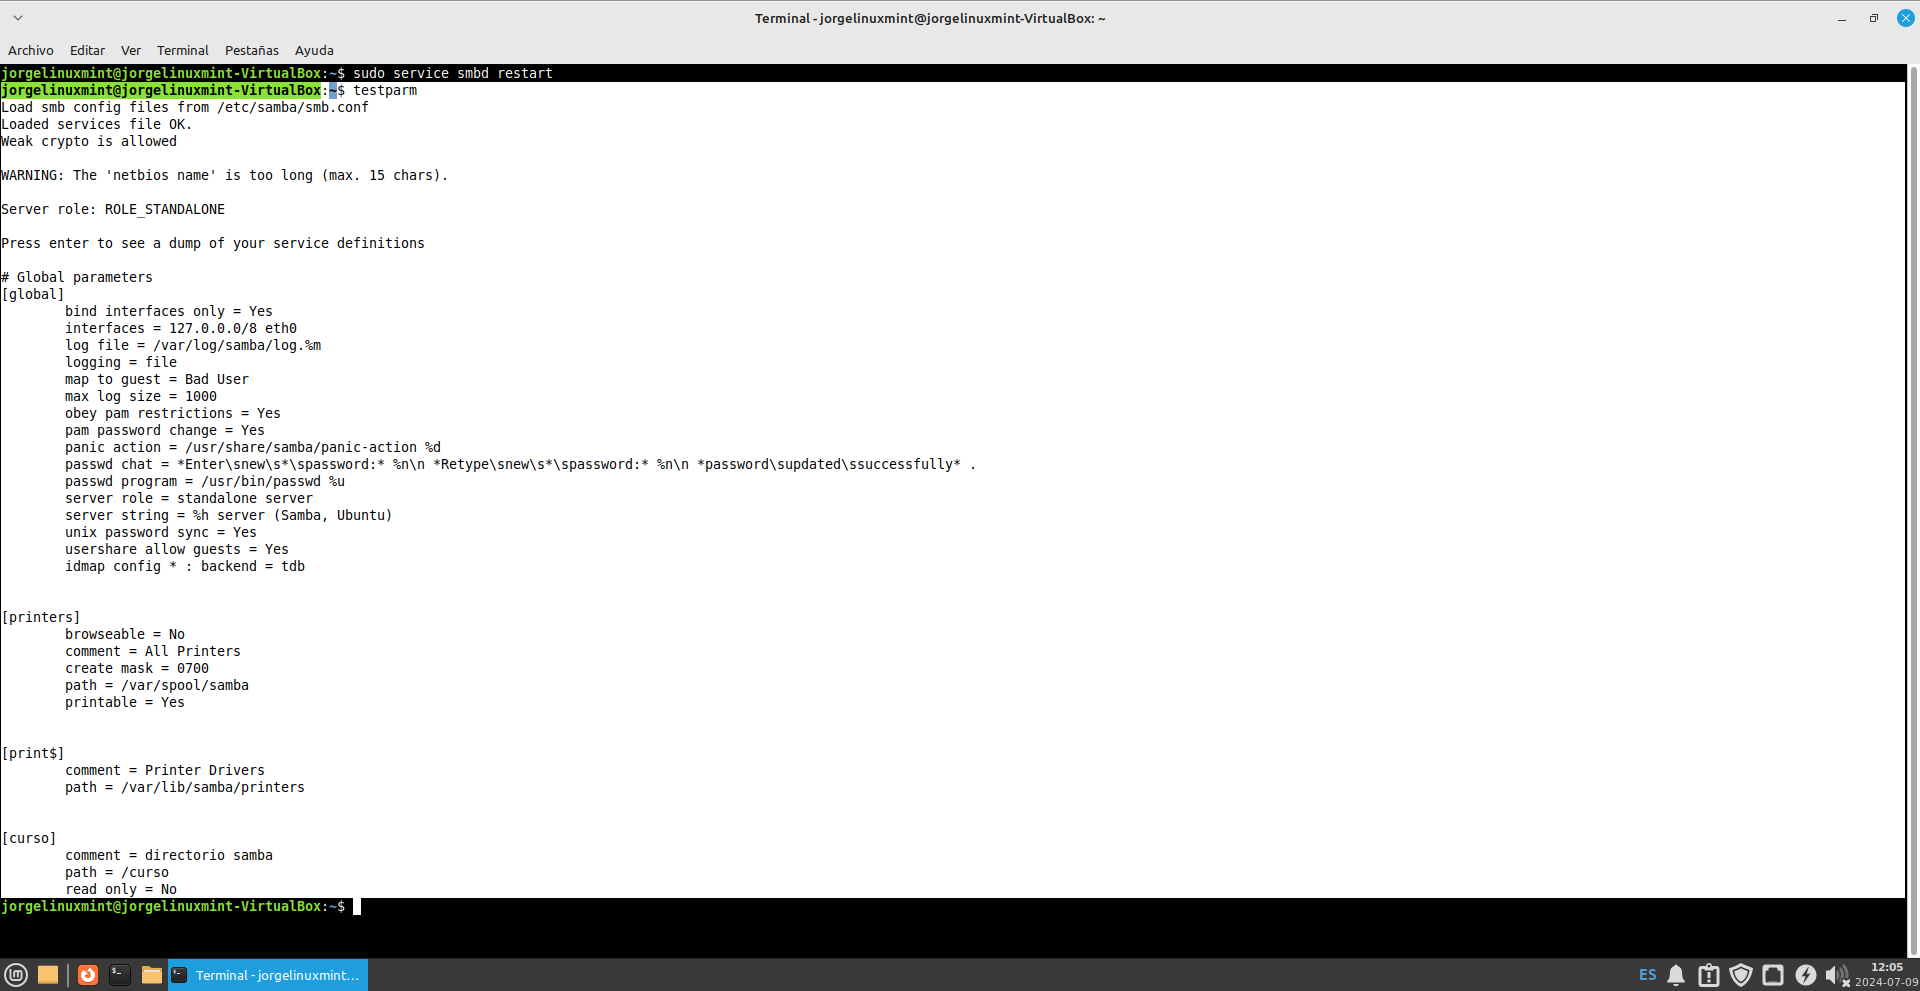 Terminal - jorgelinuxmint@jorgelinuxmint-VirtualBox: ~
Archivo Editar Ver Terminal Pestañas Ayuda
jorgelinuxmint@jorgelinuxmint-VirtualBox:~$ sudo service smbd restart
jorgelinuxmint@jorgelinuxmint-VirtualBox:~$ testparm
Load smb config files from /etc/samba/smb.conf
Loaded services file OK.
Weak crypto is allowed
WARNING: The 'netbios name' is too long (max. 15 chars).
Server role: ROLE_STANDALONE
Press enter to see a dump of your service definitions
# Global parameters
[global]
bind interfaces only = Yes
interfaces = 127.0.0.0/8 eth0
log file = /var/log/samba/log.%m
logging = file
map to guest = Bad User
max log size = 1000
obey pam restrictions = Yes
pam password change = Yes
panic action = /usr/share/samba/panic-action %d
passwd chat = *Enter\snew\s*\spassword:* %n\n *Retype\snew\s*\spassword:* %n\n *password\supdated\ssuccessfully* .
passwd program = /usr/bin/passwd %u
server role = standalone server
server string = %h server (Samba, Ubuntu)
unix password sync = Yes
usershare allow guests = Yes
idmap config * : backend = tdb
[printers]
browseable = No
comment = All Printers
create mask = 0700
path = /var/spool/samba
printable = Yes
[print$]
comment = Printer Drivers
path = /var/lib/samba/printers
[curso]
comment = directorio samba
path = /curso
read only = No
jorgelinuxmint@jorgelinuxmint-VirtualBox:~$
Terminal - jorgelinuxmint...
ES
12:05
2024-07-09